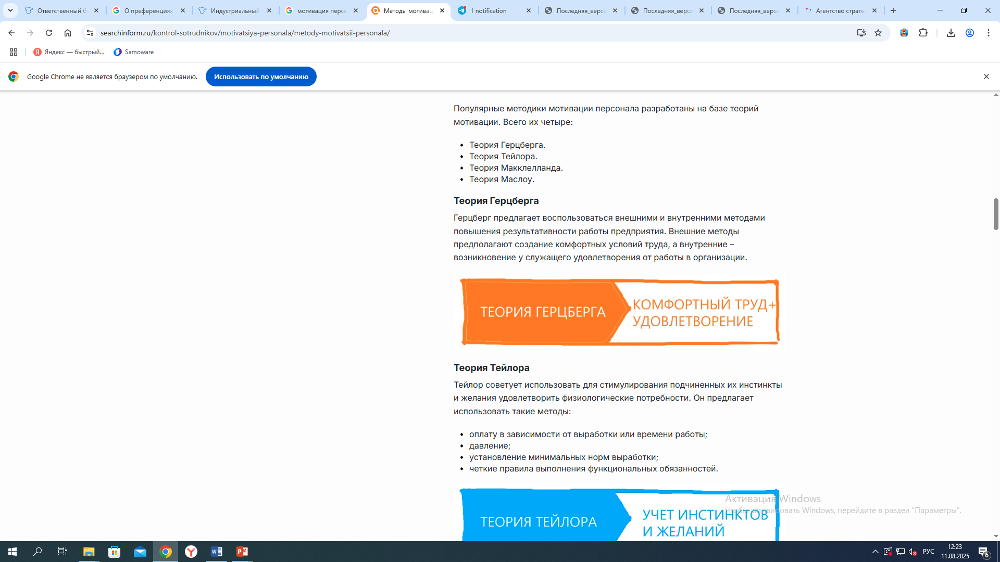 Ответственный б
О преференциях
Индустриальный
мотивация персо
Методы мотивац
1 notification
Последняя_верси
Последняя_верси
Последняя_верси
Агентство страте
searchinform.ru/kontrol-sotrudnikov/motivatsiya-personala/metody-motivatsii-personala/
Яндекс — быстрый...
Samoware
Google Chrome не является браузером по умолчанию.
Использовать по умолчанию
Популярные методики мотивации персонала разработаны на базе теорий
мотивации. Всего их четыре:
• Теория Герцберга.
• Теория Тейлора.
• Теория Макклелланда.
• Теория Маслоу.
Теория Герцберга
Герцберг предлагает воспользоваться внешними и внутренними методами
повышения результативности работы предприятия. Внешние методы
предполагают создание комфортных условий труда, а внутренние –
возникновение у служащего удовлетворения от работы в организации.
ТЕОРИЯ ГЕРЦБЕРГА
КОМФОРТНЫЙ ТРУД+
УДОВЛЕТВОРЕНИЕ
Теория Тейлора
Тейлор советует использовать для стимулирования подчиненных их инстинкты
и желания удовлетворить физиологические потребности. Он предлагает
использовать такие методы:
• оплату в зависимости от выработки или времени работы;
• давление;
• установление минимальных норм выработки;
• четкие правила выполнения функциональных обязанностей.
ТЕОРИЯ ТЕЙЛОРА
УЧЕТ ИНСТИНКТОВ
И ЖЕЛАНИЙ
Активация Windows
Чтобы активировать Windows, перейдите в раздел "Параметры".
РУС
12:23
11.08.2025
6